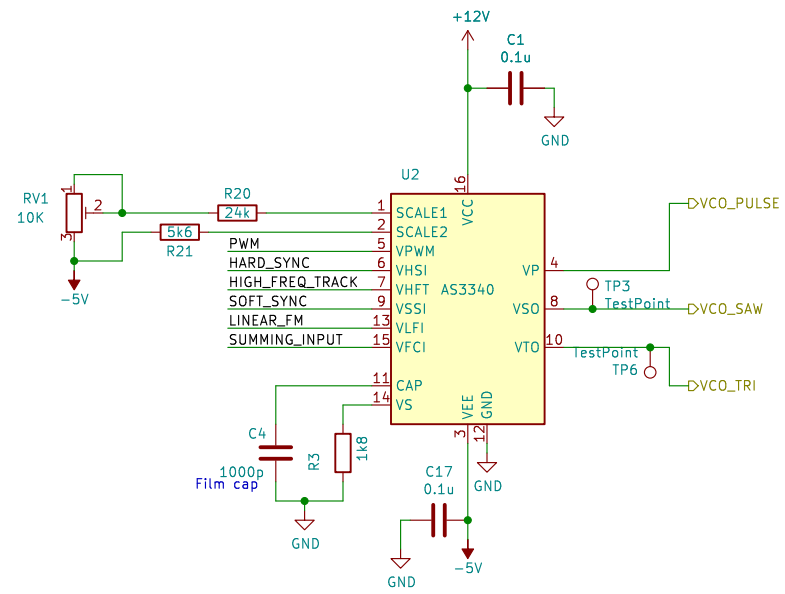 +12V
C1
0.1u
GND
U2
16
VCC
RV1
10K
1
2
3
R20
24k
5k6
R21
-5V
1 SCALE1
2 SCALE2
PWM 5 VPWM
HARD_SYNC 6 VHSI
HIGH_FREQ_TRACK 7 VHFT
SOFT_SYNC 9 VSSI
LINEAR_FM 13 VLFI
SUMMING_INPUT 15 VFCI
11 CAP
14 VS
AS3340
VP 4
VCO_PULSE
VSO 8
TP3
TestPoint
VCO_SAW
VTO 10
TestPoint
TP6
VCO_TRI
VEE
GND
3
12
GND
C4
1000p
Film cap
R3
1k8
GND
C17
0.1u
GND
-5V